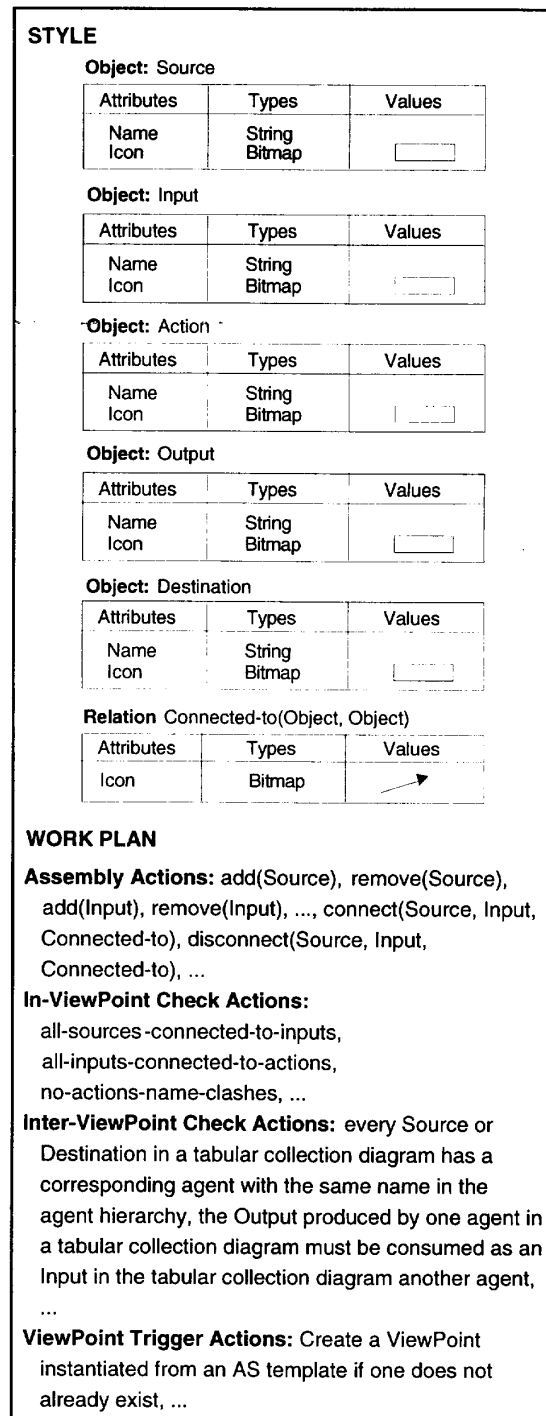 STYLE
Object: Source
Attributes Types Values
Name String
Icon Bitmap
Object: Input
Attributes Types Values
Name String
Icon Bitmap
Object: Action
Attributes Types Values
Name String
Icon Bitmap
Object: Output
Attributes Types Values
Name String
Icon Bitmap
Object: Destination
Attributes Types Values
Name String
Icon Bitmap
Relation Connected-to(Object, Object)
Attributes Types Values
Icon Bitmap
WORK PLAN
Assembly Actions: add(Source), remove(Source),
add(Input), remove(Input), ..., connect(Source, Input,
Connected-to), disconnect(Source, Input,
Connected-to), ...
In-ViewPoint Check Actions:
all-sources-connected-to-inputs,
all-inputs-connected-to-actions,
no-actions-name-clashes, ...
Inter-ViewPoint Check Actions: every Source or
Destination in a tabular collection diagram has a
corresponding agent with the same name in the
agent hierarchy, the Output produced by one agent in
a tabular collection diagram must be consumed as an
Input in the tabular collection diagram another agent,
...
ViewPoint Trigger Actions: Create a ViewPoint
instantiated from an AS template if one does not
already exist, ...